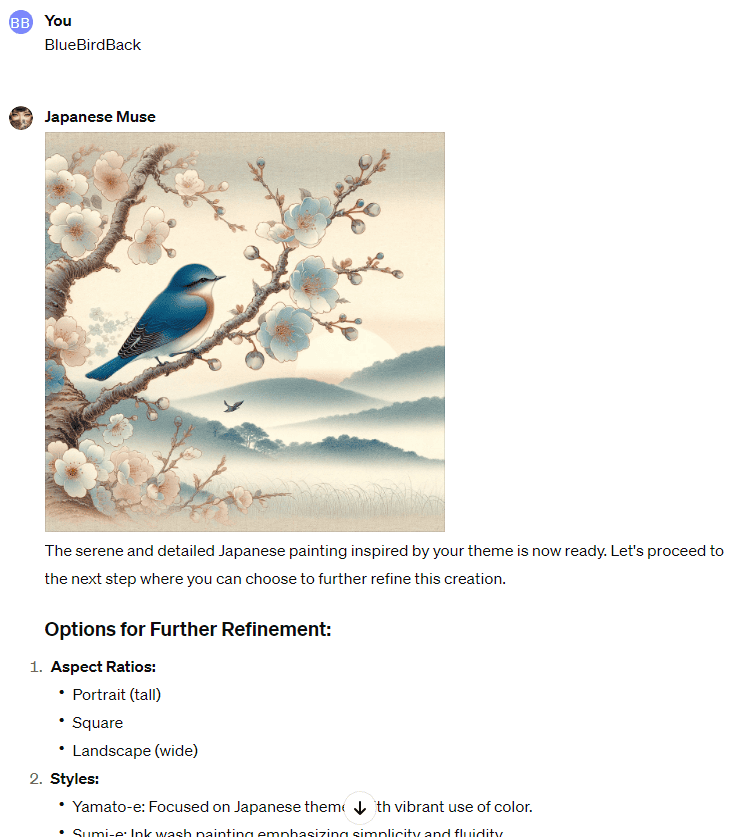 BB
You
BlueBirdBack
Japanese Muse
The serene and detailed Japanese painting inspired by your theme is now ready. Let's proceed to
the next step where you can choose to further refine this creation.
Options for Further Refinement:
1. Aspect Ratios:
• Portrait (tall)
• Square
• Landscape (wide)
2. Styles:
• Yamato-e: Focused on Japanese them th vibrant use of color.
• Sumi-e: Ink wash painting emphasizing simplicity and fluidity.